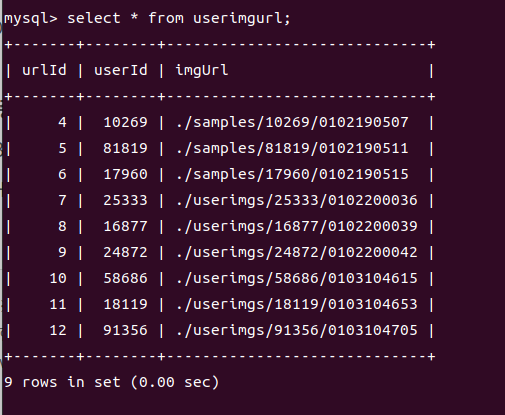 mysql> select * from userimgurl;
+-------+--------+----------------------------+
| urlId | userId | imgUrl                     |
+-------+--------+----------------------------+
|     4 |  10269 | ./samples/10269/0102190507  |
|     5 |  81819 | ./samples/81819/0102190511  |
|     6 |  17960 | ./samples/17960/0102190515  |
|     7 |  25333 | ./userimgs/25333/0102200036 |
|     8 |  16877 | ./userimgs/16877/0102200039 |
|     9 |  24872 | ./userimgs/24872/0102200042 |
|    10 |  58686 | ./userimgs/58686/0103104615 |
|    11 |  18119 | ./userimgs/18119/0103104653 |
|    12 |  91356 | ./userimgs/91356/0103104705 |
+-------+--------+----------------------------+
9 rows in set (0.00 sec)